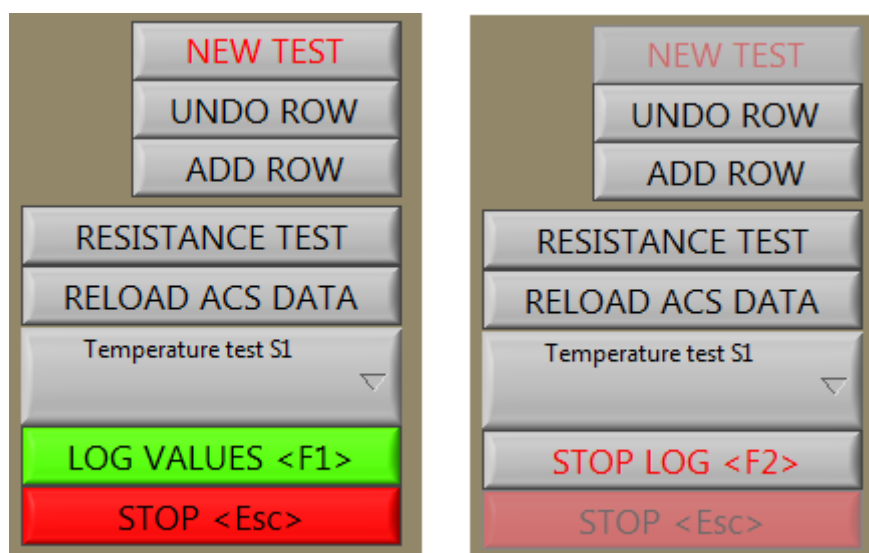 NEW TEST
UNDO ROW
ADD ROW
RESISTANCE TEST
RELOAD ACS DATA
Temperature test S1
LOG VALUES <F1>
STOP <Esc>
NEW TEST
UNDO ROW
ADD ROW
RESISTANCE TEST
RELOAD ACS DATA
Temperature test S1
STOP LOG <F2>
STOP <Esc>